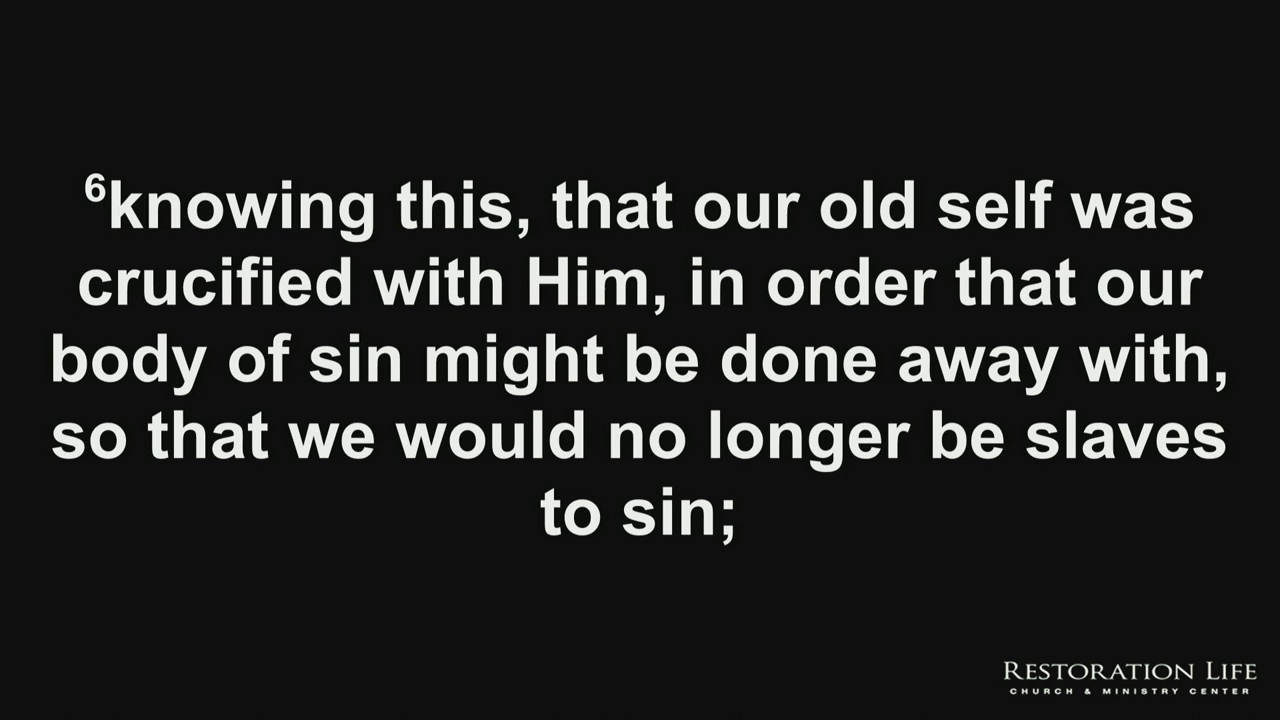 ⁶knowing this, that our old self was
crucified with Him, in order that our
body of sin might be done away with,
so that we would no longer be slaves
to sin;
RESTORATION LIFE
CHURCH & MINISTRY CENTER